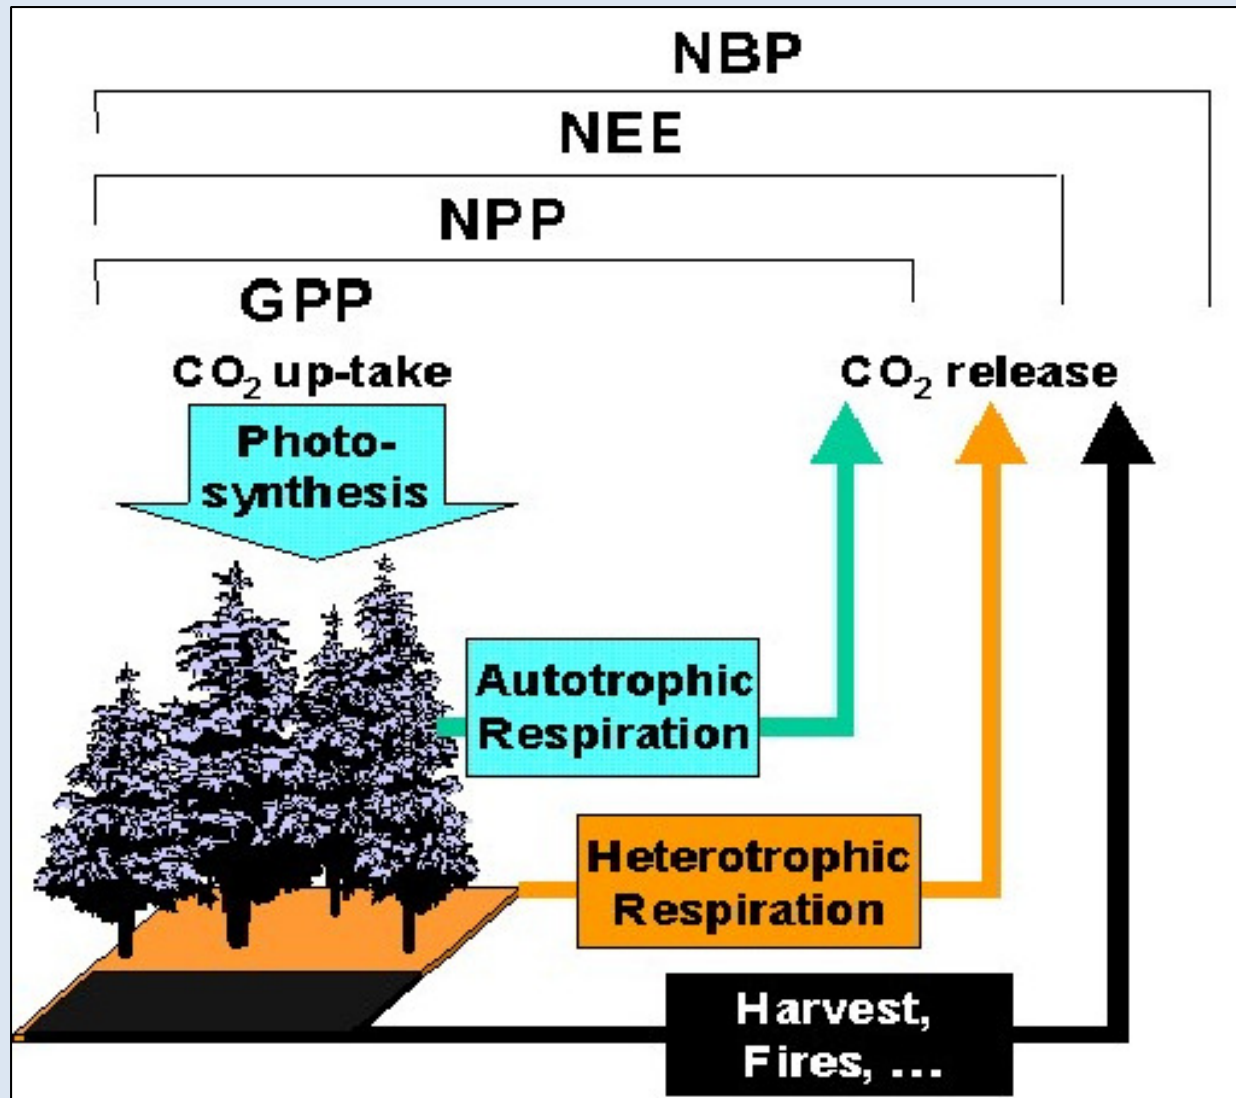 NBP
NEE
NPP
GPP
CO₂ up-take
CO₂ release
Photo-
synthesis
Autotrophic
Respiration
Heterotrophic
Respiration
Harvest,
Fires, ...